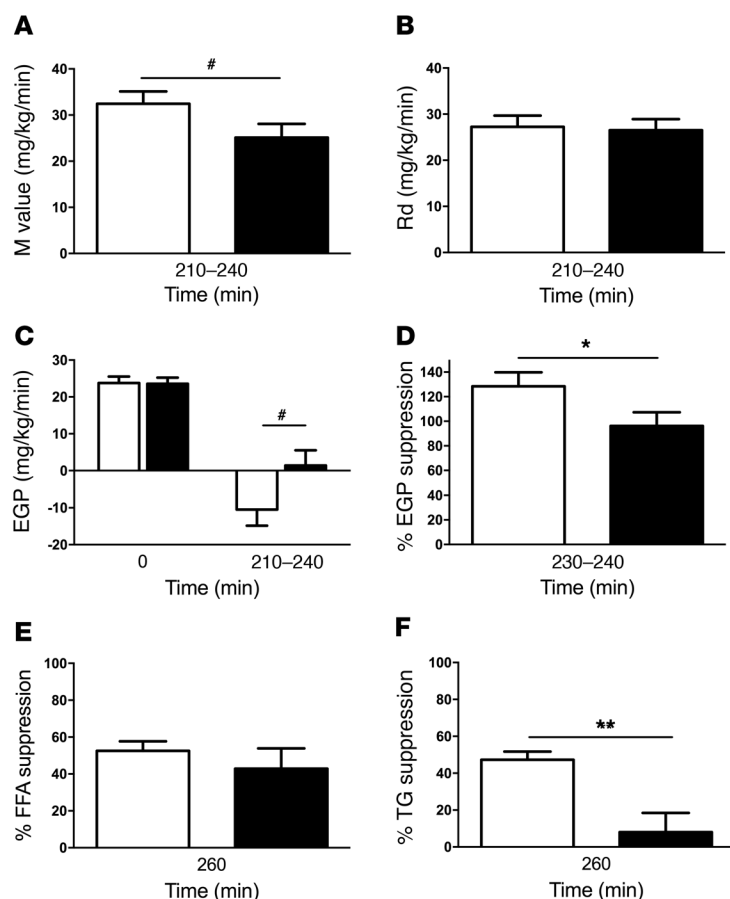 A
#
M value (mg/kg/min)
40
30
20
10
0
210–240
Time (min)
B
Rd (mg/kg/min)
40
30
20
10
0
210–240
Time (min)
C
#
EGP (mg/kg/min)
30
20
10
0
-10
-20
0 210–240
Time (min)
D
*
% EGP suppression
140
120
100
80
60
40
20
0
230–240
Time (min)
E
% FFA suppression
100
80
60
40
20
0
260
Time (min)
F
**
% TG suppression
100
80
60
40
20
0
260
Time (min)